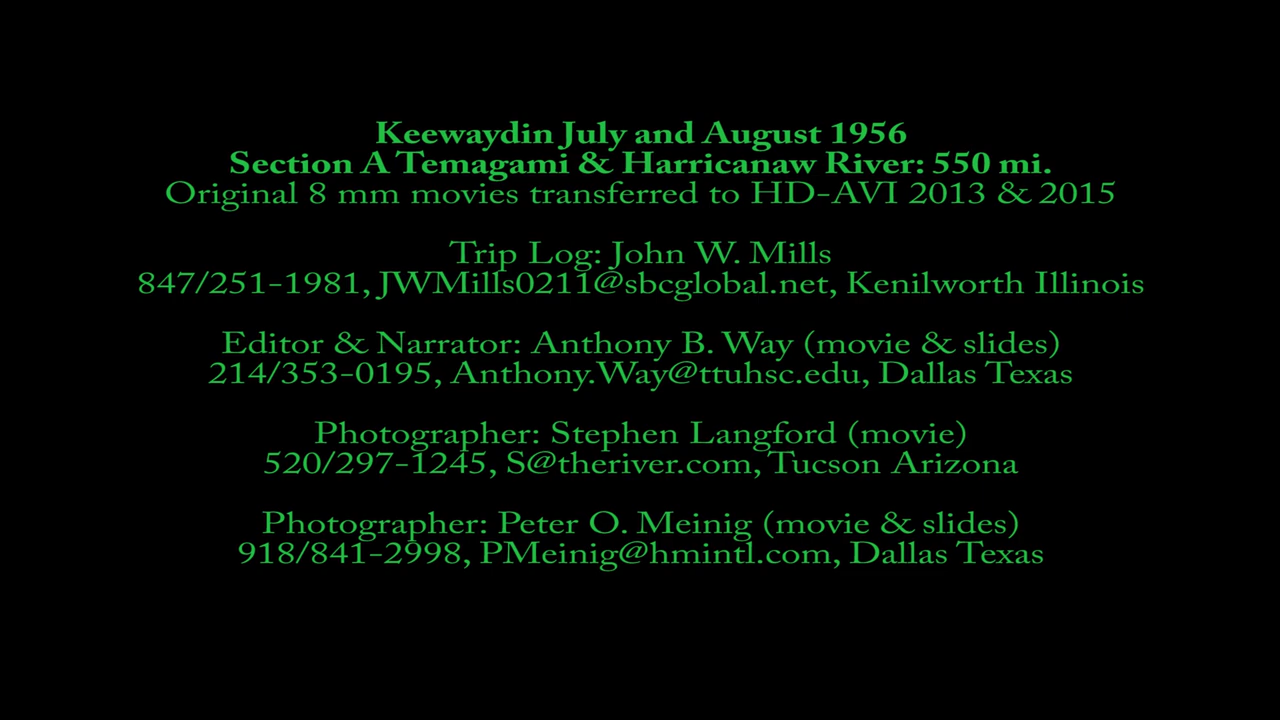 Keewaydin July and August 1956
Section A Temagami & Harricanaw River: 550 mi.
Original 8 mm movies transferred to HD-AVI 2013 & 2015
Trip Log: John W. Mills
847/251-1981, JWMills0211@sbcglobal.net, Kenilworth Illinois
Editor & Narrator: Anthony B. Way (movie & slides)
214/353-0195, Anthony.Way@ttuhsc.edu, Dallas Texas
Photographer: Stephen Langford (movie)
520/297-1245, S@theriver.com, Tucson Arizona
Photographer: Peter O. Meinig (movie & slides)
918/841-2998, PMeinig@hmintl.com, Dallas Texas